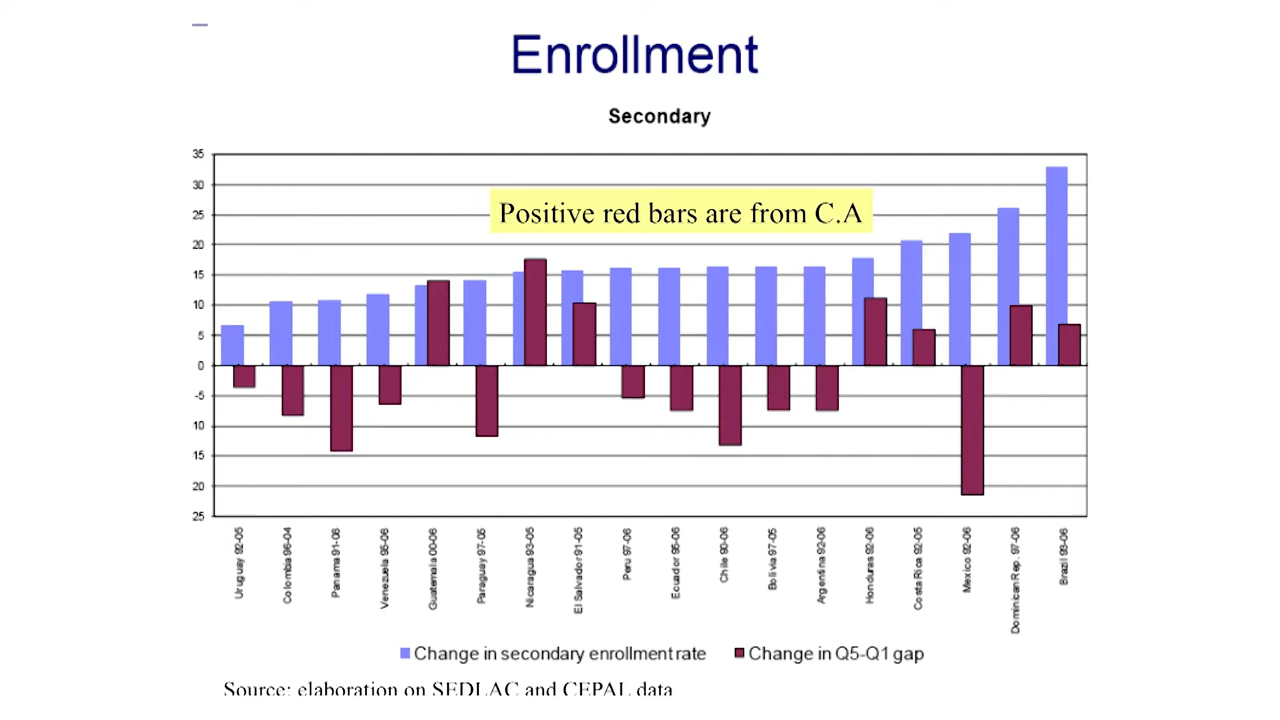 Enrollment
Secondary
35
30
25
20
15
10
5
0
-5
10
15
20
25
Positive red bars are from C.A
Uruguay 92-05
Colombia 96-04
Panama 91-06
Venezuela 95-06
Guatemala 00-06
Paraguay 97-05
Nicaragua 93-05
El Salvador 91-05
Peru 97-06
Ecuador 95-06
Chile 90-06
Bolivia 97-05
Argentina 92-06
Honduras 92-06
Costa Rica 92-05
Mexico 92-06
Dominican Rep. 97-06
Brazil 93-06
Change in secondary enrollment rate
Change in Q5-Q1 gap
Source: elaboration on SEDLAC and CEPAL data